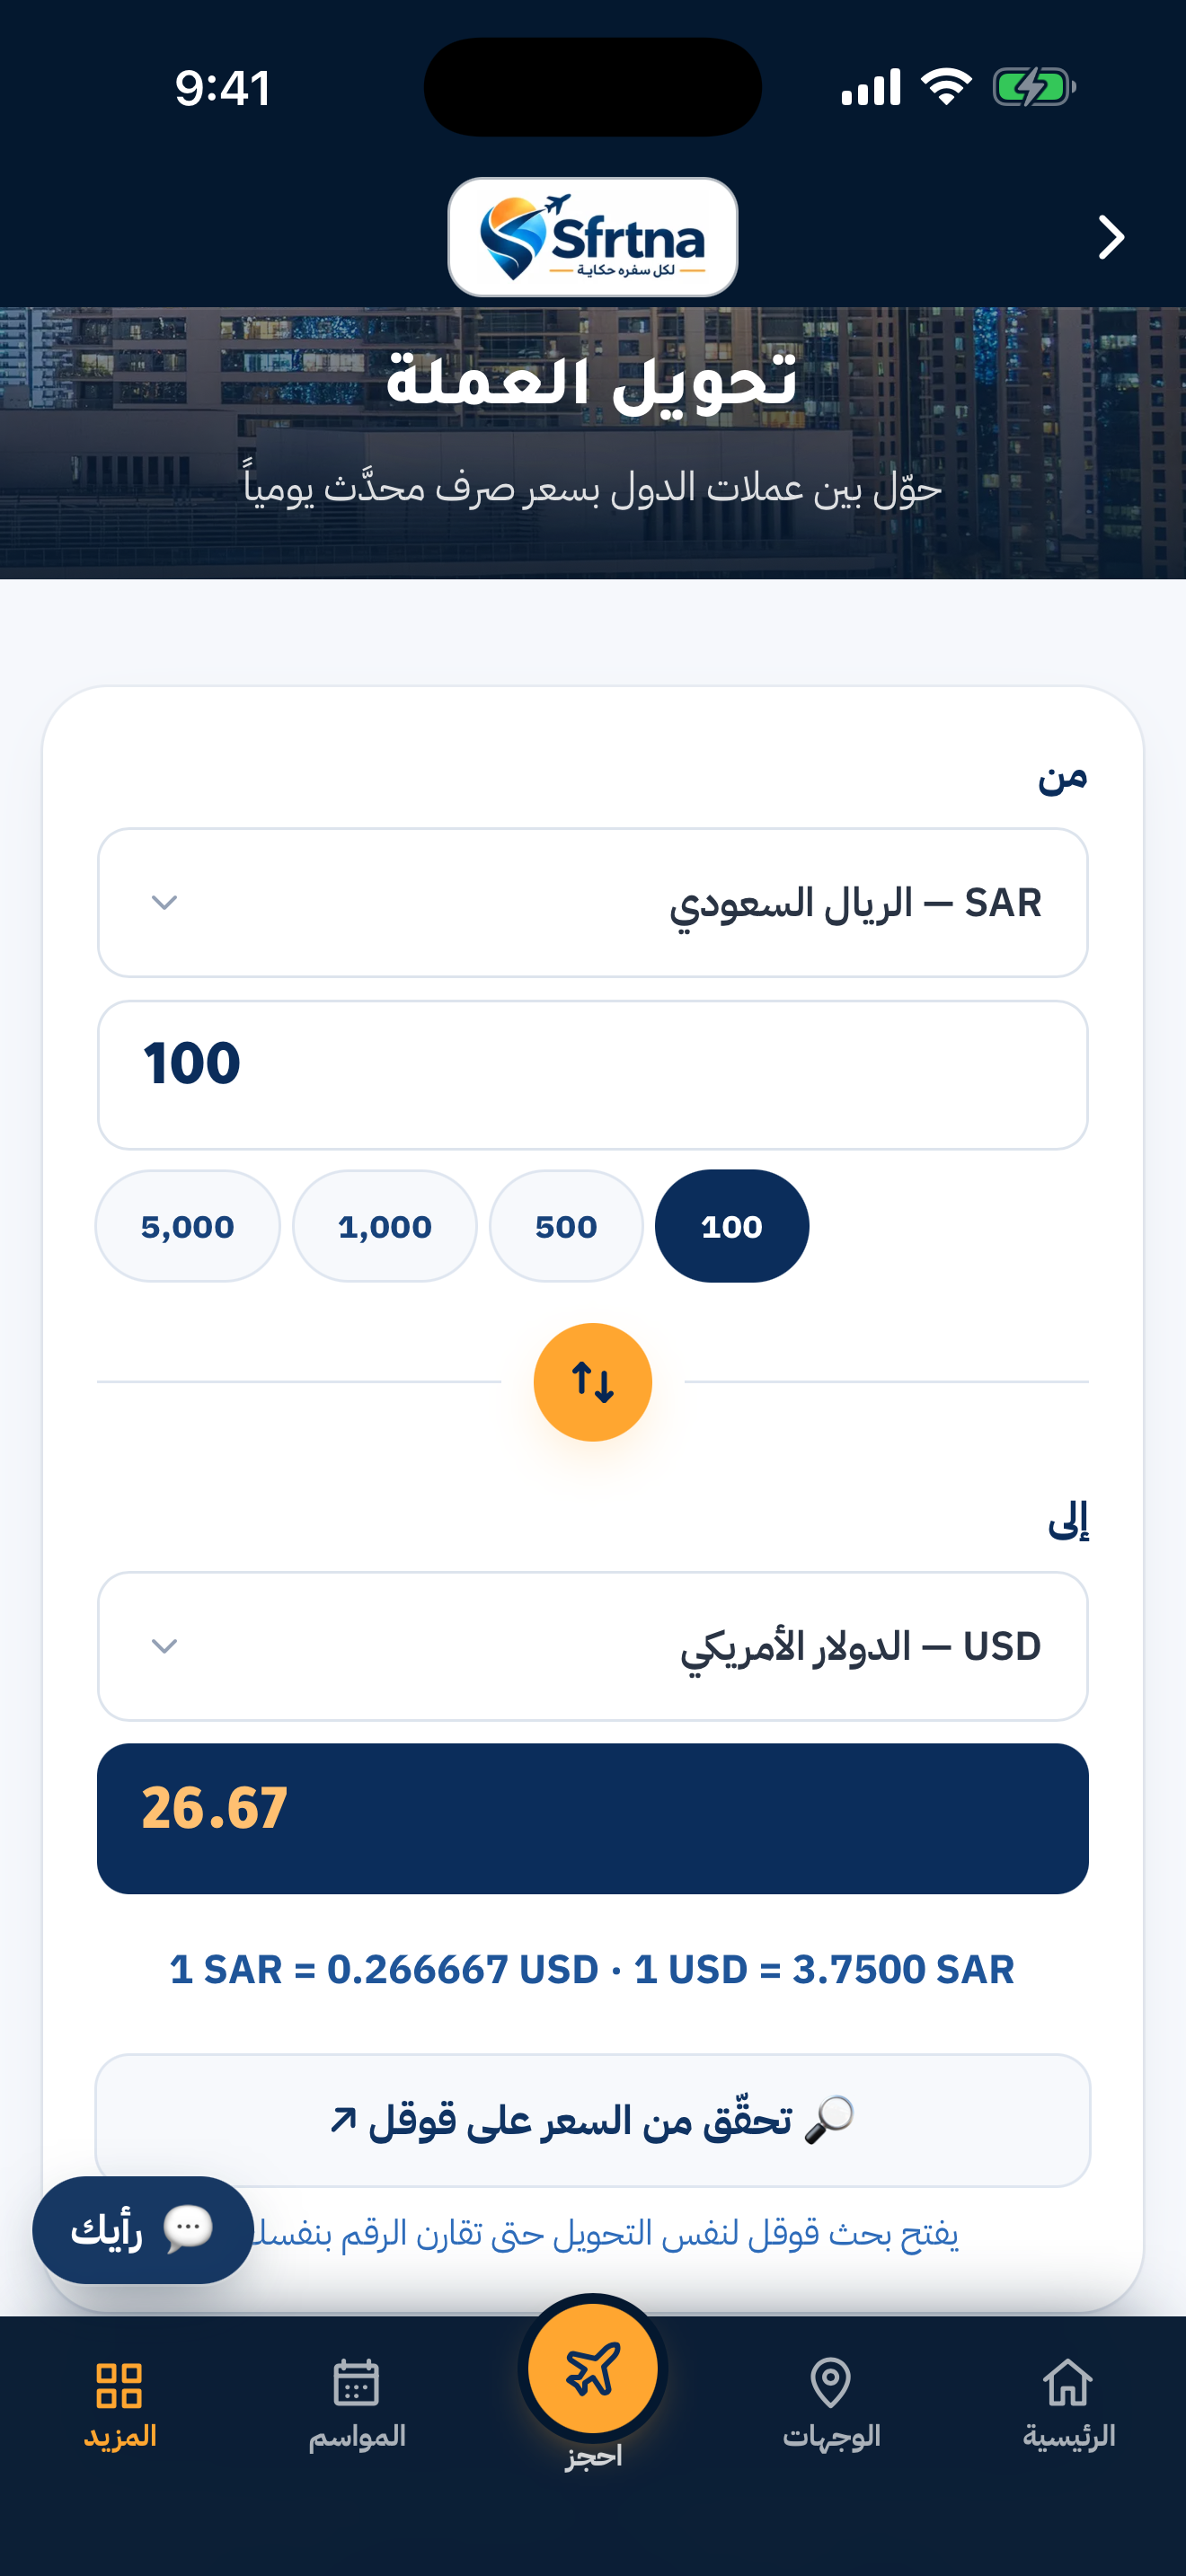 9:41
Sfrtna
لكل سفره حكاية
تحويل العملة
حوّل بين عملات الدول بسعر صرف محدَّث يومياً
من
SAR — الريال السعودي
100
100
500
1,000
5,000
إلى
USD — الدولار الأمريكي
26.67
1 SAR = 0.266667 USD · 1 USD = 3.7500 SAR
🔎 تحقّق من السعر على قوقل ↗
يفتح بحث قوقل لنفس التحويل حتى تقارن الرقم بنفسك
💬 رأيك
الرئيسية
الوجهات
احجز
المواسم
المزيد